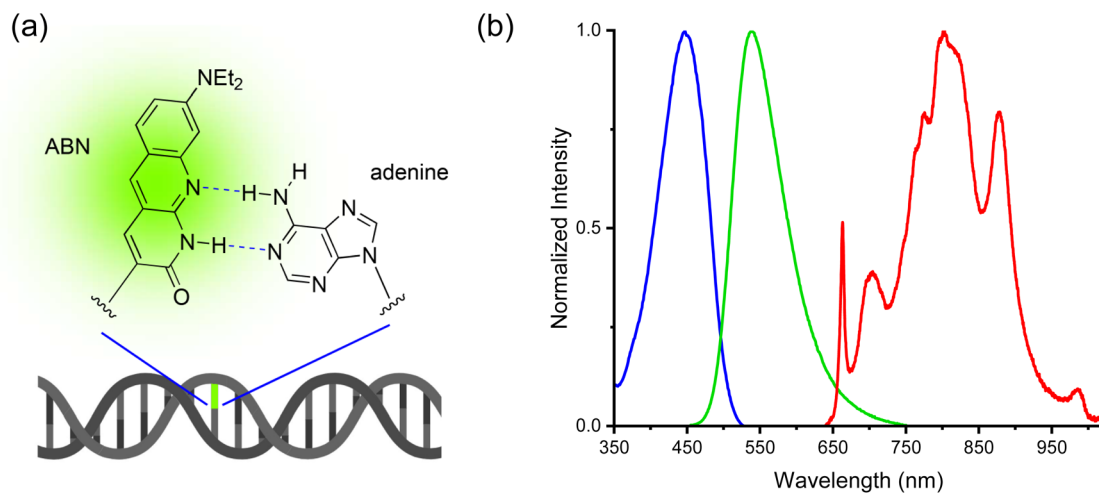 (a)
NEt2
ABN
N
H
H
N
N
H
O
adenine
H
N
N
N
N
N
(b)
Normalized Intensity
1.0
0.5
0.0
350 450 550 650 750 850 950
Wavelength (nm)